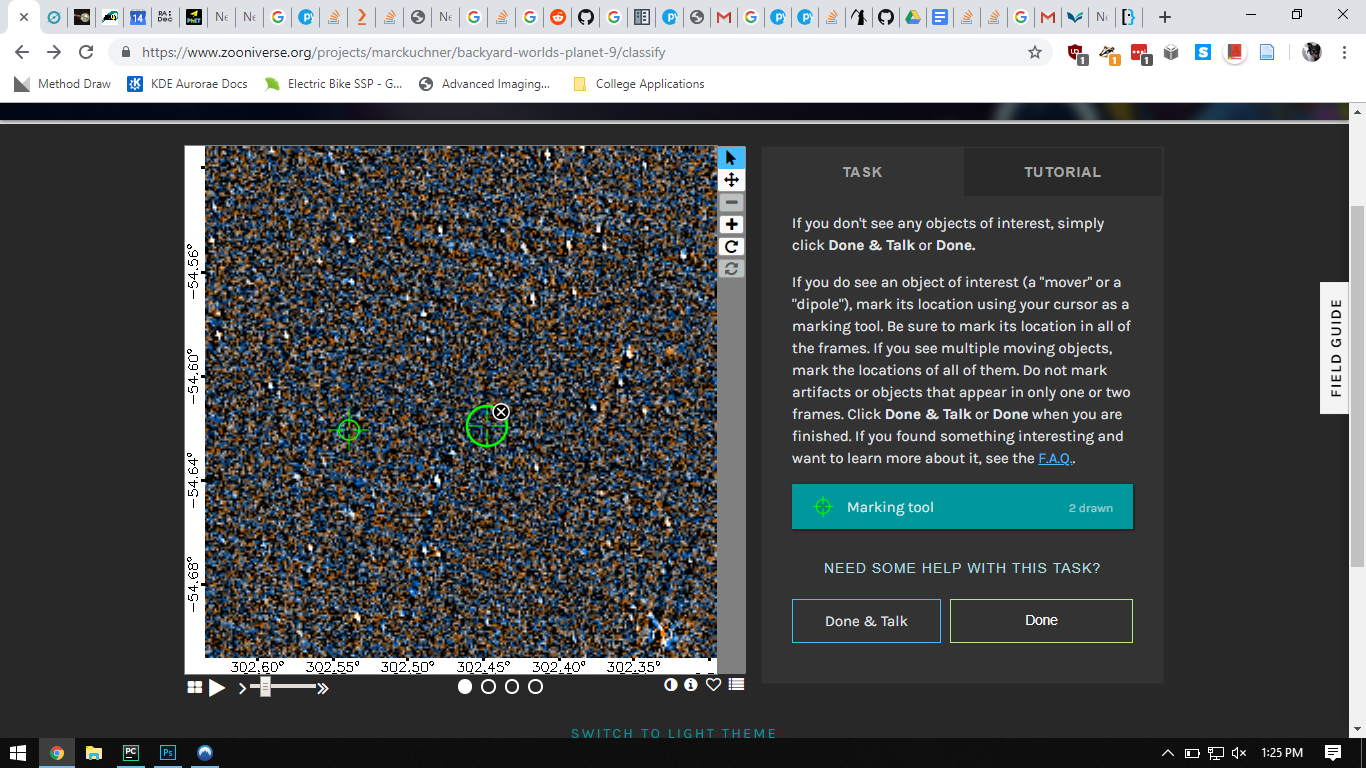 Ne
Ne
Ne
Ne
https://www.zooniverse.org/projects/marckuchner/backyard-worlds-planet-9/classify
1
1
1
Method Draw
KDE Aurorae Docs
Electric Bike SSP - G...
Advanced Imaging...
College Applications
TASK
TUTORIAL
If you don't see any objects of interest, simply
click Done & Talk or Done.
If you do see an object of interest (a "mover" or a
"dipole"), mark its location using your cursor as a
marking tool. Be sure to mark its location in all of
the frames. If you see multiple moving objects,
mark the locations of all of them. Do not mark
artifacts or objects that appear in only one or two
frames. Click Done & Talk or Done when you are
finished. If you found something interesting and
want to learn more about it, see the F.A.Q..
Marking tool
2 drawn
NEED SOME HELP WITH THIS TASK?
Done & Talk
Done
FIELD GUIDE
−54.56°
−54.60°
−54.64°
−54.68°
302.60°
302.55°
302.50°
302.45°
302.40°
302.35°
SWITCH TO LIGHT THEME
1:25 PM